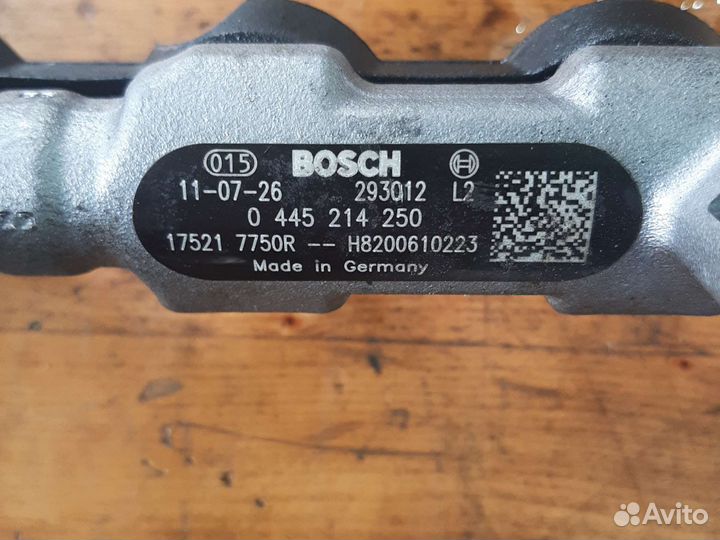 015 BOSCH
11-07-26 293012 L2
0 445 214 250
17521 7750R -- H8200610223
Made in Germany
Avito